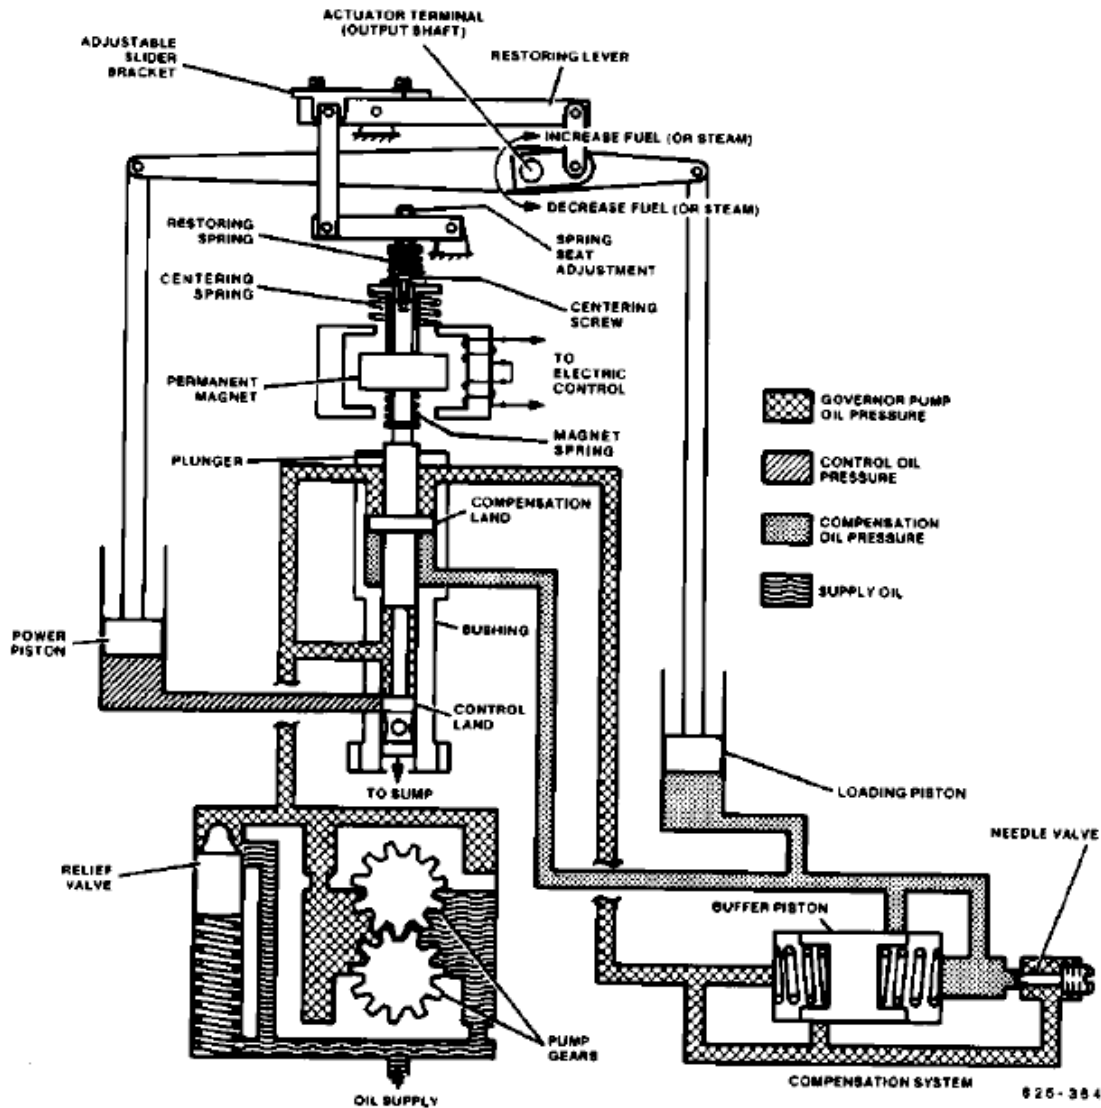 ACTUATOR TERMINAL
(OUTPUT SHAFT)
ADJUSTABLE
SLIDER
BRACKET
RESTORING LEVER
INCREASE FUEL (OR STEAM)
DECREASE FUEL (OR STEAM)
RESTORING
SPRING
SPRING
SEAT
ADJUSTMENT
CENTERING
SPRING
CENTERING
SCREW
TO
ELECTRIC
CONTROL
PERMANENT
MAGNET
MAGNET
SPRING
GOVERNOR PUMP
OIL PRESSURE
PLUNGER
CONTROL OIL
PRESSURE
COMPENSATION
LAND
COMPENSATION
OIL PRESSURE
SUPPLY OIL
POWER
PISTON
BUSHING
CONTROL
LAND
TO SUMP
LOADING PISTON
NEEDLE VALVE
RELIEF
VALVE
BUFFER PISTON
PUMP
GEARS
COMPENSATION SYSTEM
OIL SUPPLY
625-384